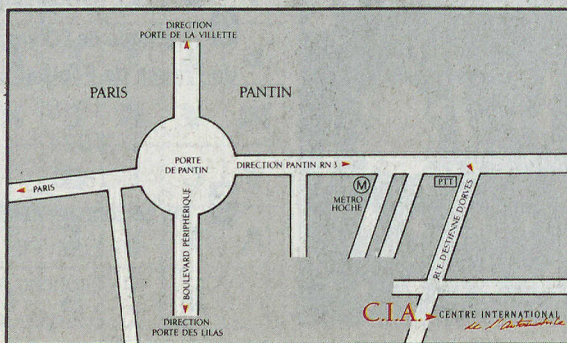 DIRECTION
PORTE DE LA VILLETTE
PARIS
PANTIN
PORTE
DE PANTIN
DIRECTION PANTIN RN 3
PARIS
M
MÉTRO
HOCHE
PTT
BOULEVARD PÉRIPHERIQUE
RUE D'ESTIENNE D'ORVES
DIRECTION
PORTE DES LILAS
C.I.A. CENTRE INTERNATIONAL
de l'Automobile